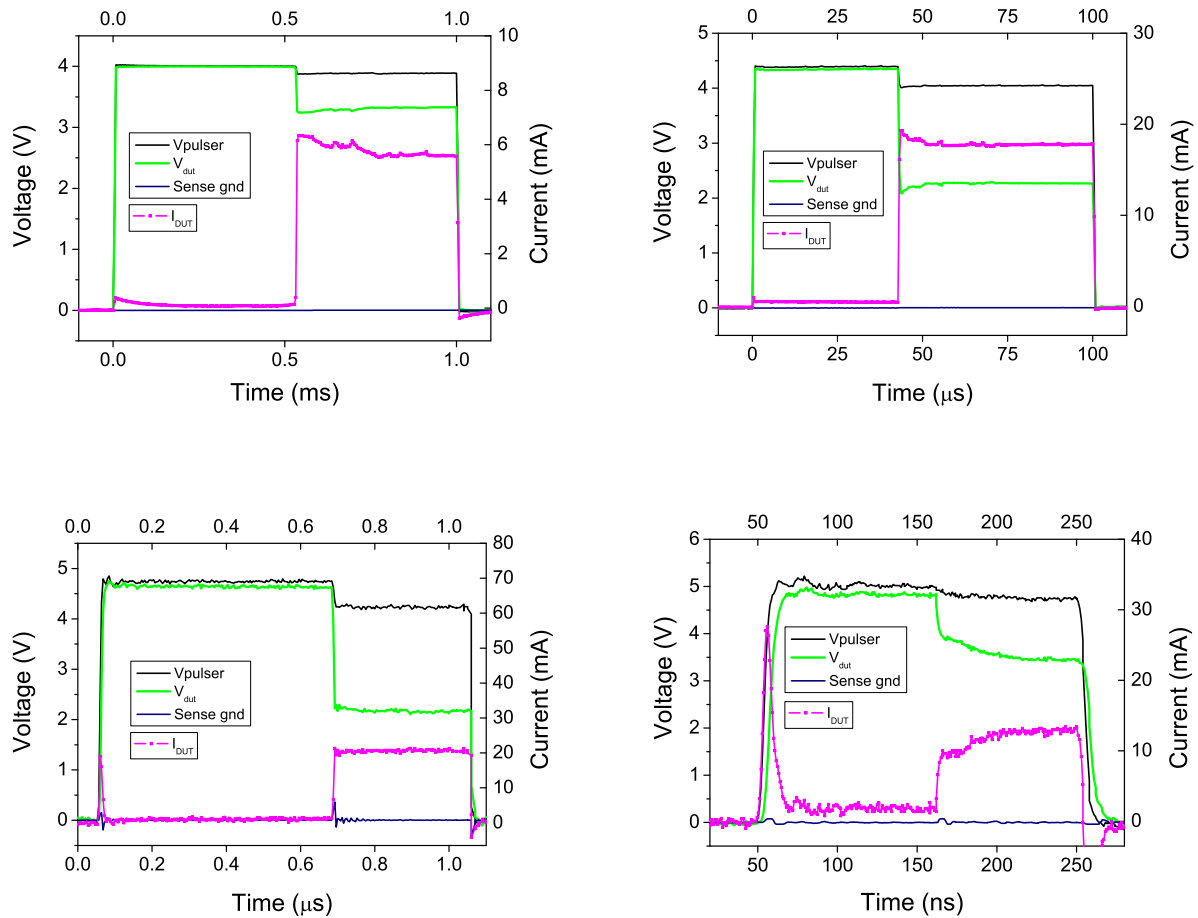 0.0 0.5 1.0
4
3
2
1
0
10
8
6
4
2
0
Voltage (V)
Current (mA)
Vpulser
Vdut
Sense gnd
IDUT
0.0 0.5 1.0
Time (ms)
0 25 50 75 100
5
4
3
2
1
0
30
20
10
0
Voltage (V)
Current (mA)
Vpulser
Vdut
Sense gnd
IDUT
0 25 50 75 100
Time (μs)
0.0 0.2 0.4 0.6 0.8 1.0
5
4
3
2
1
0
80
70
60
50
40
30
20
10
0
Voltage (V)
Current (mA)
Vpulser
Vdut
Sense gnd
IDUT
0.0 0.2 0.4 0.6 0.8 1.0
Time (μs)
50 100 150 200 250
6
5
4
3
2
1
0
40
30
20
10
0
Voltage (V)
Current (mA)
Vpulser
Vdut
Sense gnd
IDUT
50 100 150 200 250
Time (ns)